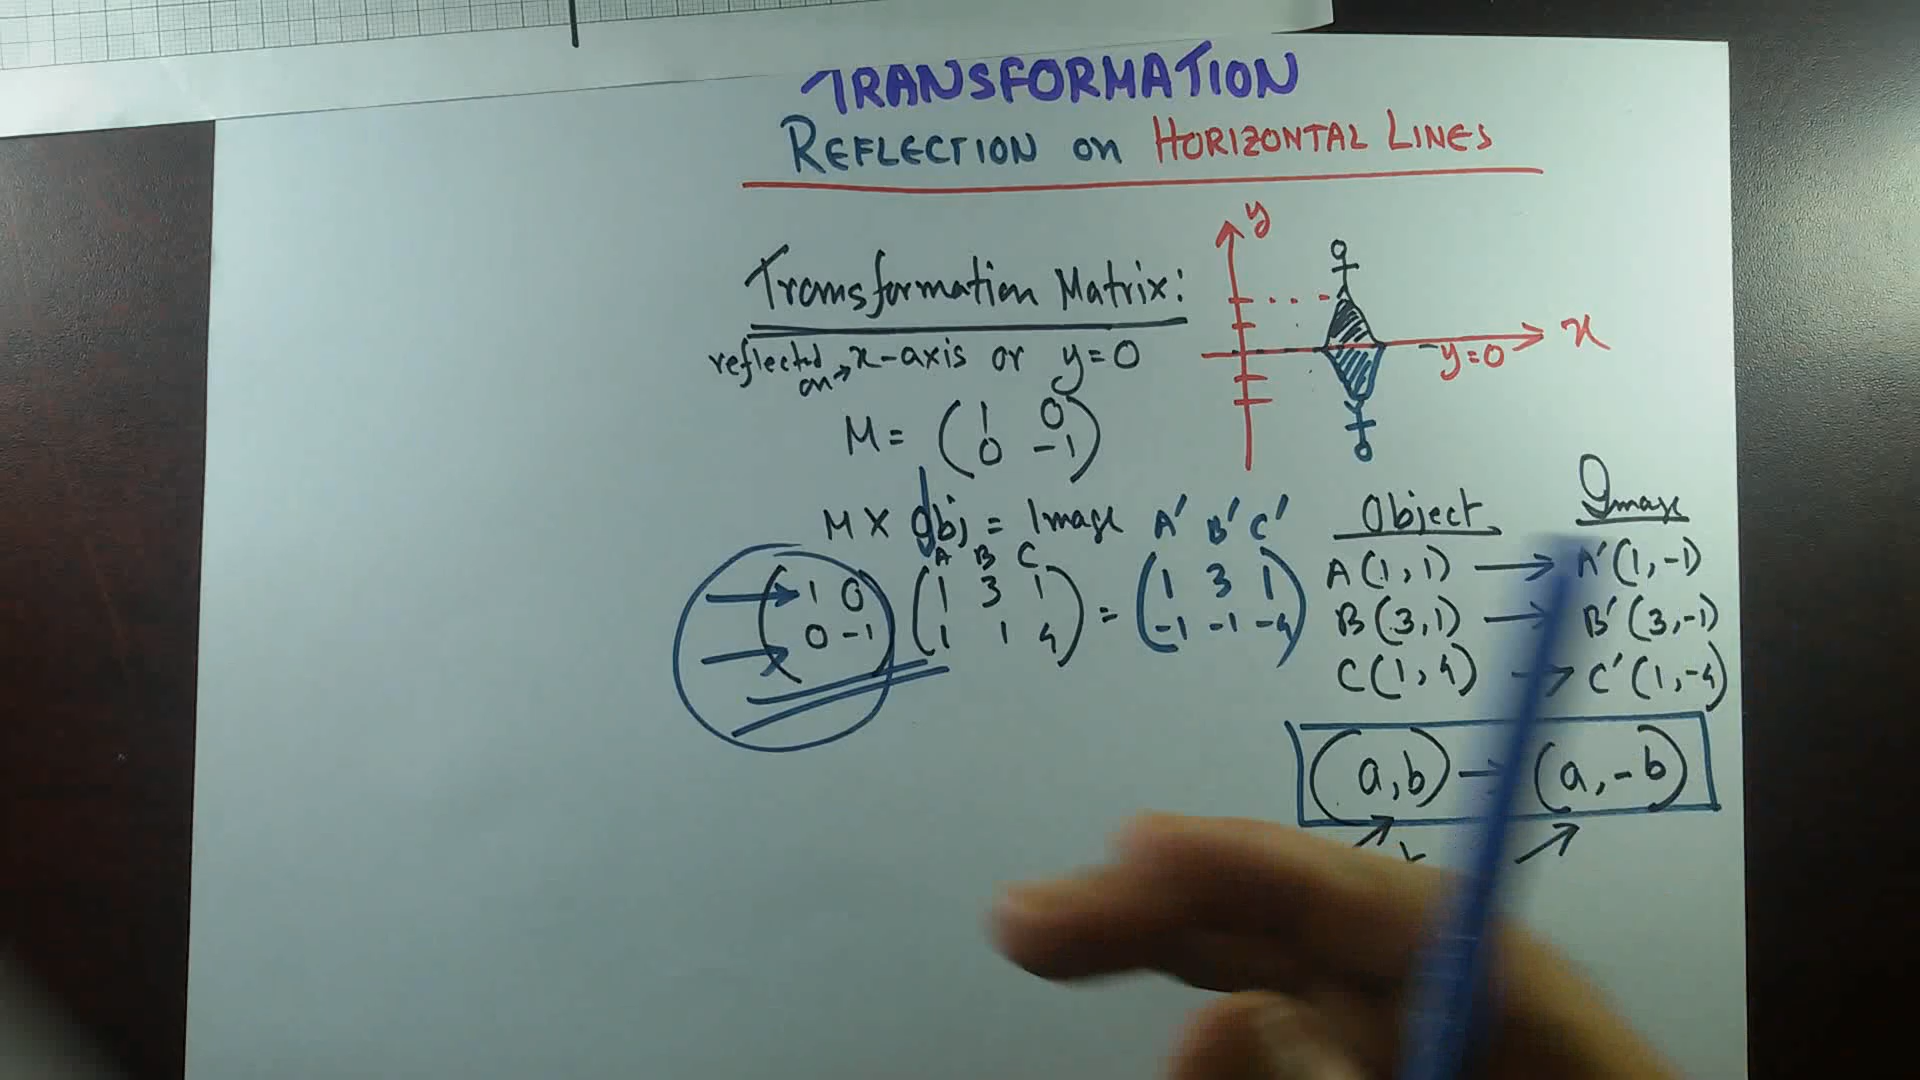 TRANSFORMATION
REFLECTION on HORIZONTAL LINES
Transformation Matrix:
reflected on → x-axis or y=0
M = ( 1 0
0 -1 )
M X Obj = Image
A B C A' B' C'
( 1 0 ) ( 1 3 1 ) = ( 1 3 1 )
( 0 -1 ) ( 1 1 4 ) ( -1 -1 -4 )
y
x
y=0
Object Image
A(1,1) → A'(1,-1)
B(3,1) → B'(3,-1)
C(1,4) → C'(1,-4)
(a,b) → (a,-b)